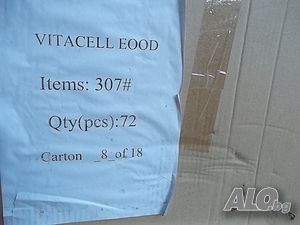 VITACELL EOOD
Items: 307#
Qty(pcs):72
Carton _8_of 18
ALO.bg